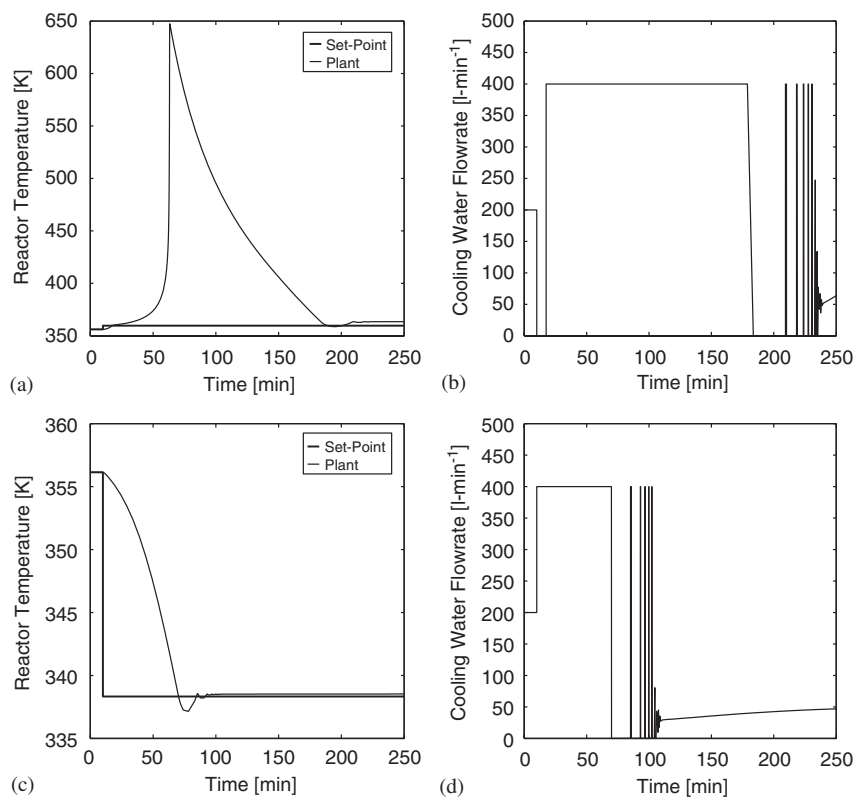 650
600
550
500
450
400
350
0 50 100 150 200 250
Reactor Temperature [K]
Time [min]
Set-Point
Plant
(a)
500
450
400
350
300
250
200
150
100
50
0
0 50 100 150 200 250
Cooling Water Flowrate [l-min-1]
Time [min]
(b)
360
355
350
345
340
335
0 50 100 150 200 250
Reactor Temperature [K]
Time [min]
Set-Point
Plant
(c)
500
450
400
350
300
250
200
150
100
50
0
0 50 100 150 200 250
Cooling Water Flowrate [l-min-1]
Time [min]
(d)